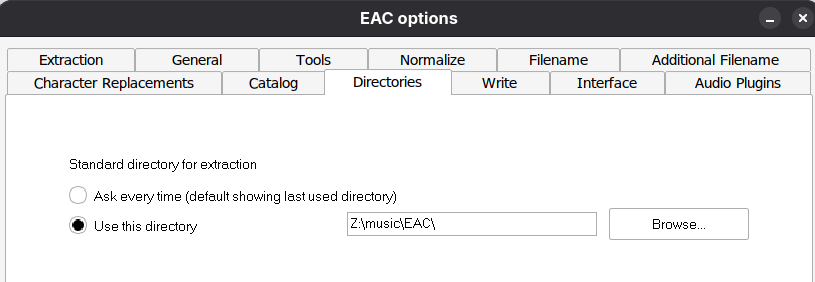 EAC options
Extraction General Tools Normalize Filename Additional Filename
Character Replacements Catalog Directories Write Interface Audio Plugins
Standard directory for extraction
Ask every time (default showing last used directory)
Use this directory Z:\music\EAC\ Browse...